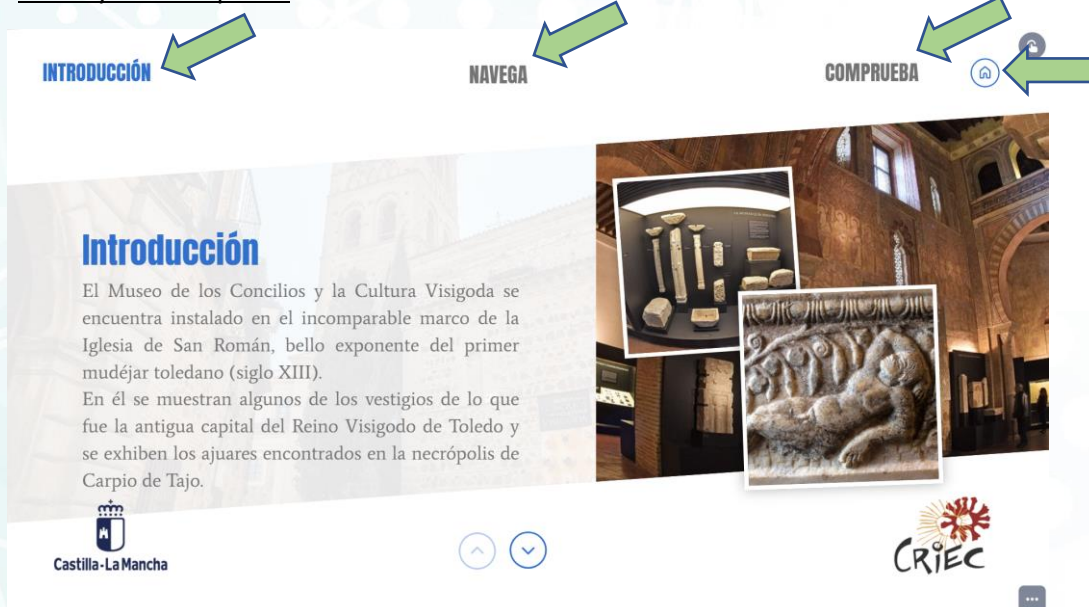 INTRODUCCIÓN
NAVEGA
COMPRUEBA
Introducción
El Museo de los Concilios y la Cultura Visigoda se
encuentra instalado en el incomparable marco de la
Iglesia de San Román, bello exponente del primer
mudéjar toledano (siglo XIII).
En él se muestran algunos de los vestigios de lo que
fue la antigua capital del Reino Visigodo de Toledo y
se exhiben los ajuares encontrados en la necrópolis de
Carpio de Tajo.
Castilla-La Mancha
CRIEC